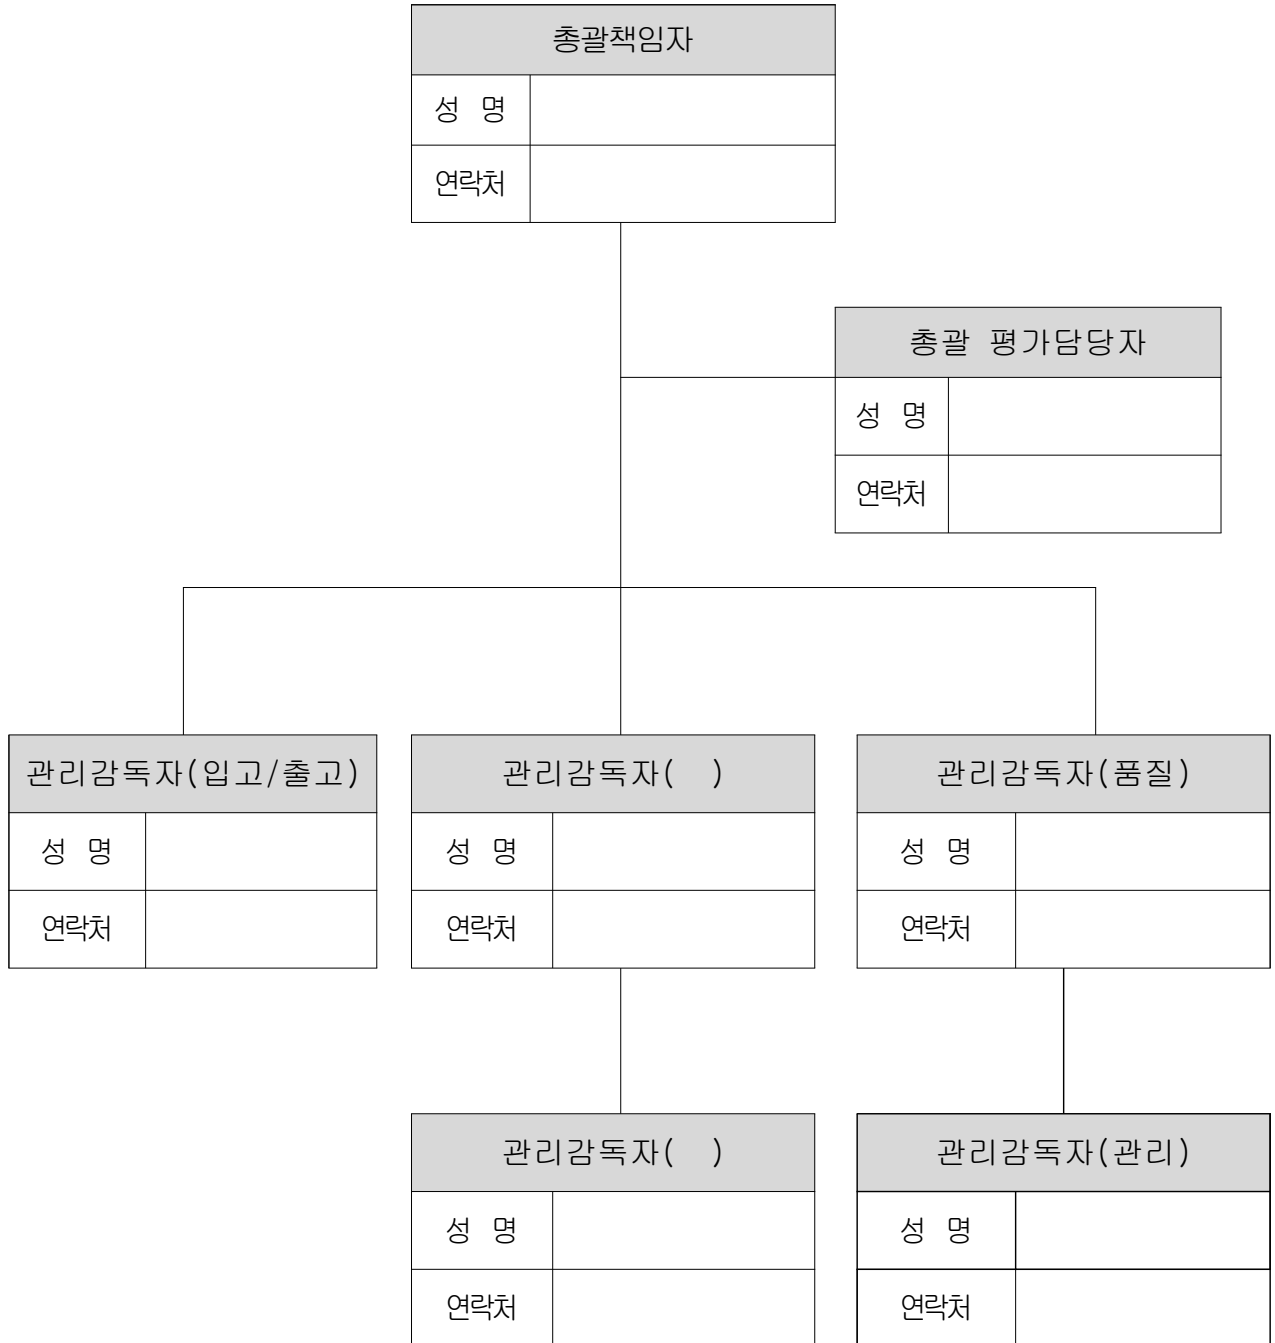 총괄책임자
성 명
연락처
총괄 평가담당자
성 명
연락처
관리감독자(입고/출고)
성 명
연락처
관리감독자( )
성 명
연락처
관리감독자(품질)
성 명
연락처
관리감독자( )
성 명
연락처
관리감독자(관리)
성 명
연락처